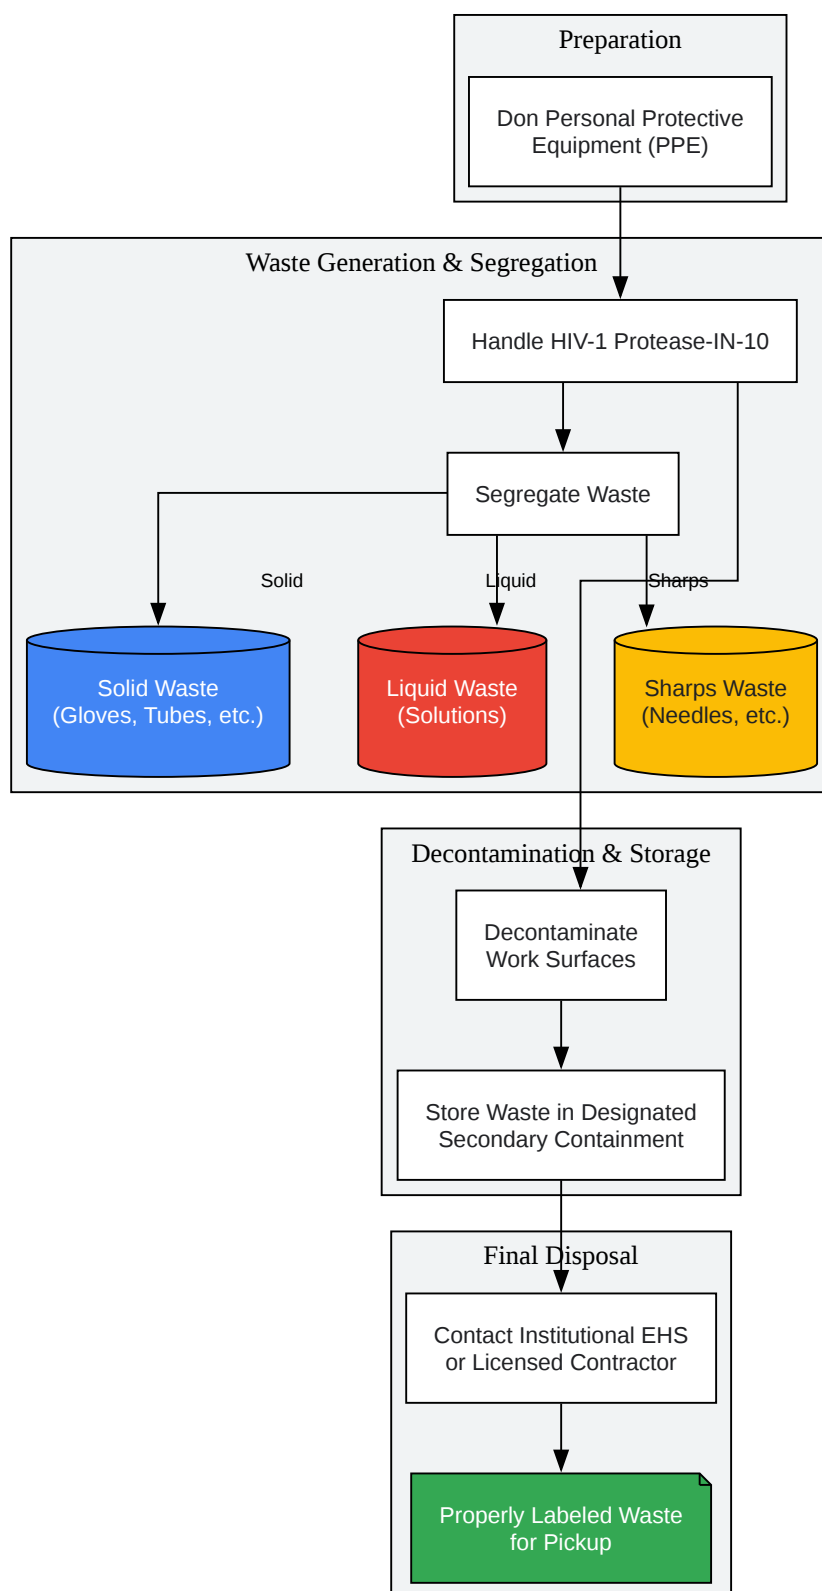 Preparation
Don Personal Protective
Equipment (PPE)
Waste Generation & Segregation
Handle HIV-1 Protease-IN-10
Segregate Waste
Solid
Liquid
Sharps
Solid Waste
(Gloves, Tubes, etc.)
Liquid Waste
(Solutions)
Sharps Waste
(Needles, etc.)
Decontamination & Storage
Decontaminate
Work Surfaces
Store Waste in Designated
Secondary Containment
Final Disposal
Contact Institutional EHS
or Licensed Contractor
Properly Labeled Waste
for Pickup